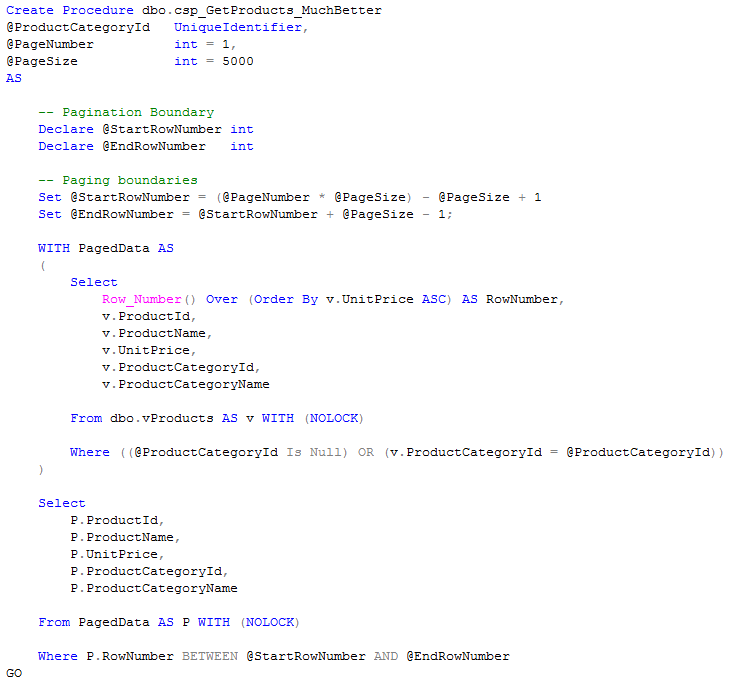 Create Procedure dbo.csp_GetProducts_MuchBetter
@ProductCategoryId   UniqueIdentifier,
@PageNumber          int = 1,
@PageSize            int = 5000
AS

    -- Pagination Boundary
    Declare @StartRowNumber int
    Declare @EndRowNumber   int

    -- Paging boundaries
    Set @StartRowNumber = (@PageNumber * @PageSize) - @PageSize + 1
    Set @EndRowNumber = @StartRowNumber + @PageSize - 1;

    WITH PagedData AS
    (
        Select
            Row_Number() Over (Order By v.UnitPrice ASC) AS RowNumber,
            v.ProductId,
            v.ProductName,
            v.UnitPrice,
            v.ProductCategoryId,
            v.ProductCategoryName

        From dbo.vProducts AS v WITH (NOLOCK)

        Where ((@ProductCategoryId Is Null) OR (v.ProductCategoryId = @ProductCategoryId))
    )

    Select
        P.ProductId,
        P.ProductName,
        P.UnitPrice,
        P.ProductCategoryId,
        P.ProductCategoryName

    From PagedData AS P WITH (NOLOCK)

    Where P.RowNumber BETWEEN @StartRowNumber AND @EndRowNumber
GO